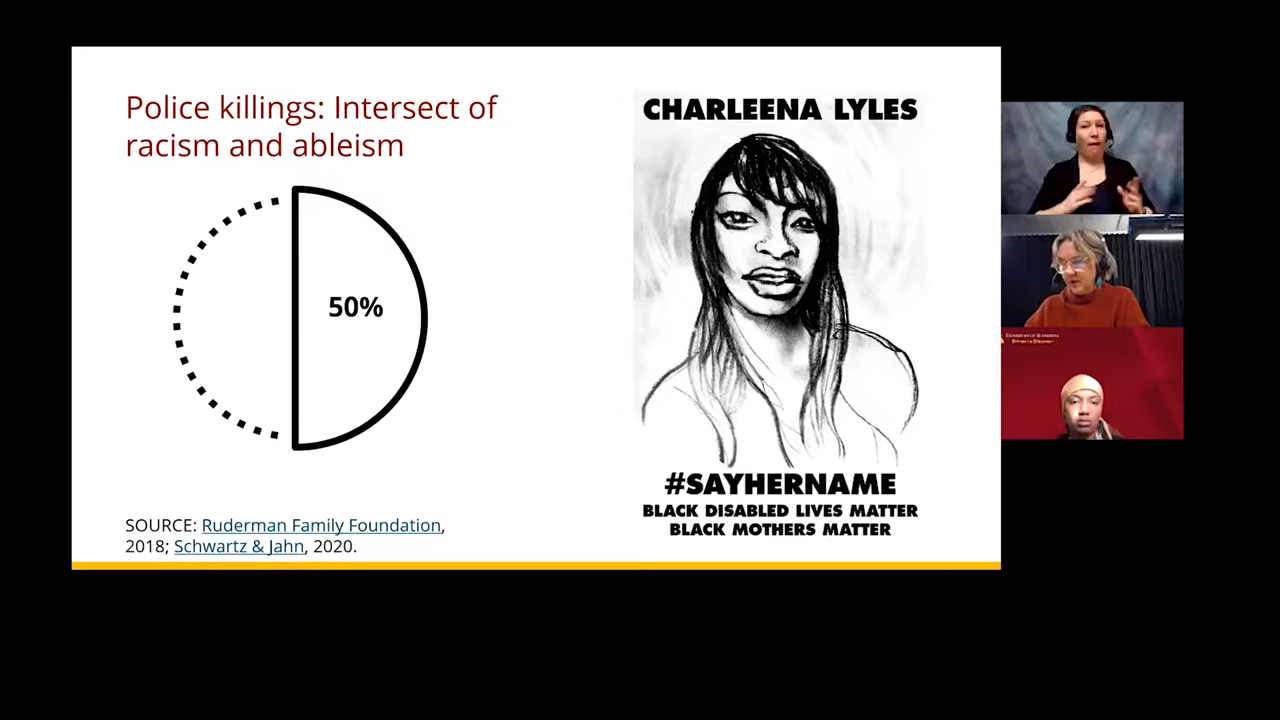 Police killings: Intersect of
racism and ableism
50%
SOURCE: Ruderman Family Foundation,
2018; Schwartz & Jahn, 2020.
CHARLEENA LYLES
#SAYHERNAME
BLACK DISABLED LIVES MATTER
BLACK MOTHERS MATTER